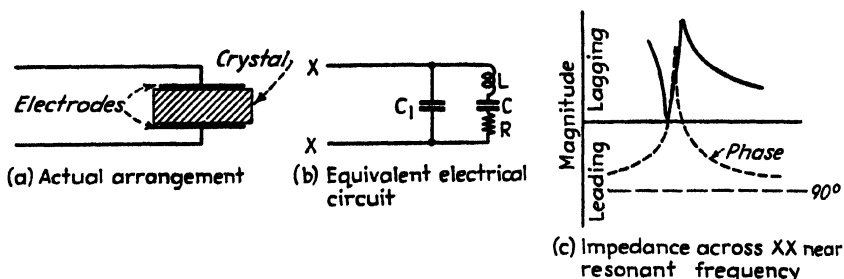 Crystal
Electrodes
(a) Actual arrangement
X
X
C1
L
C
R
(b) Equivalent electrical
circuit
Magnitude
Leading
Lagging
Phase
90°
(c) Impedance across XX near
resonant frequency